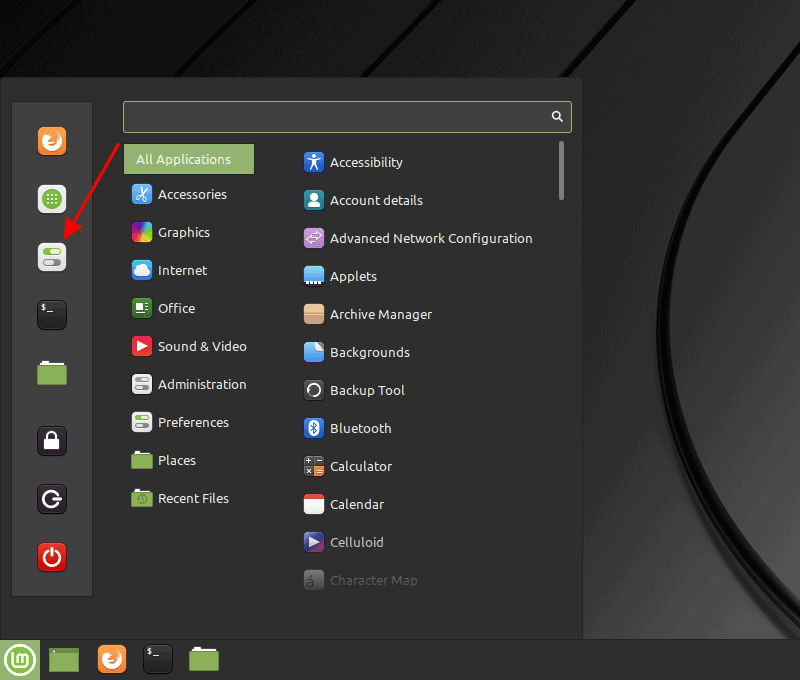 All Applications
Accessories
Graphics
Internet
Office
Sound & Video
Administration
Preferences
Places
Recent Files
Accessibility
Account details
Advanced Network Configuration
Applets
Archive Manager
Backgrounds
Backup Tool
Bluetooth
Calculator
Calendar
Celluloid
Character Map
$_
$_